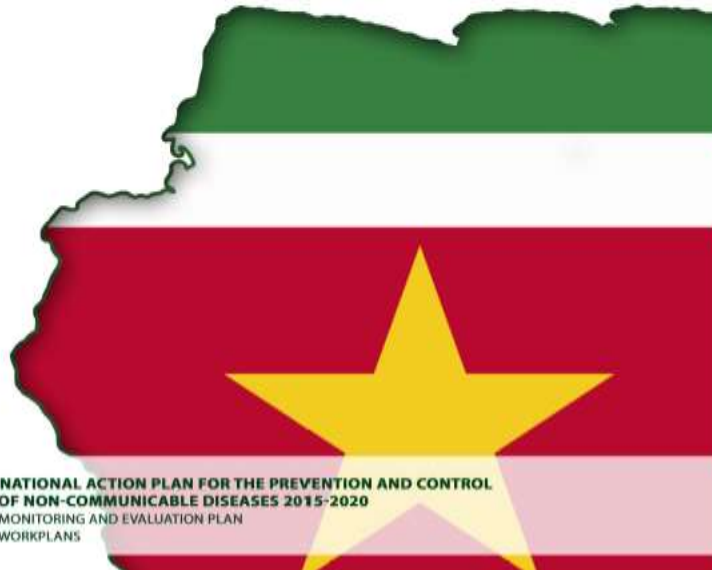 NATIONAL ACTION PLAN FOR THE PREVENTION AND CONTROL
OF NON-COMMUNICABLE DISEASES 2015-2020
MONITORING AND EVALUATION PLAN
WORKPLANS